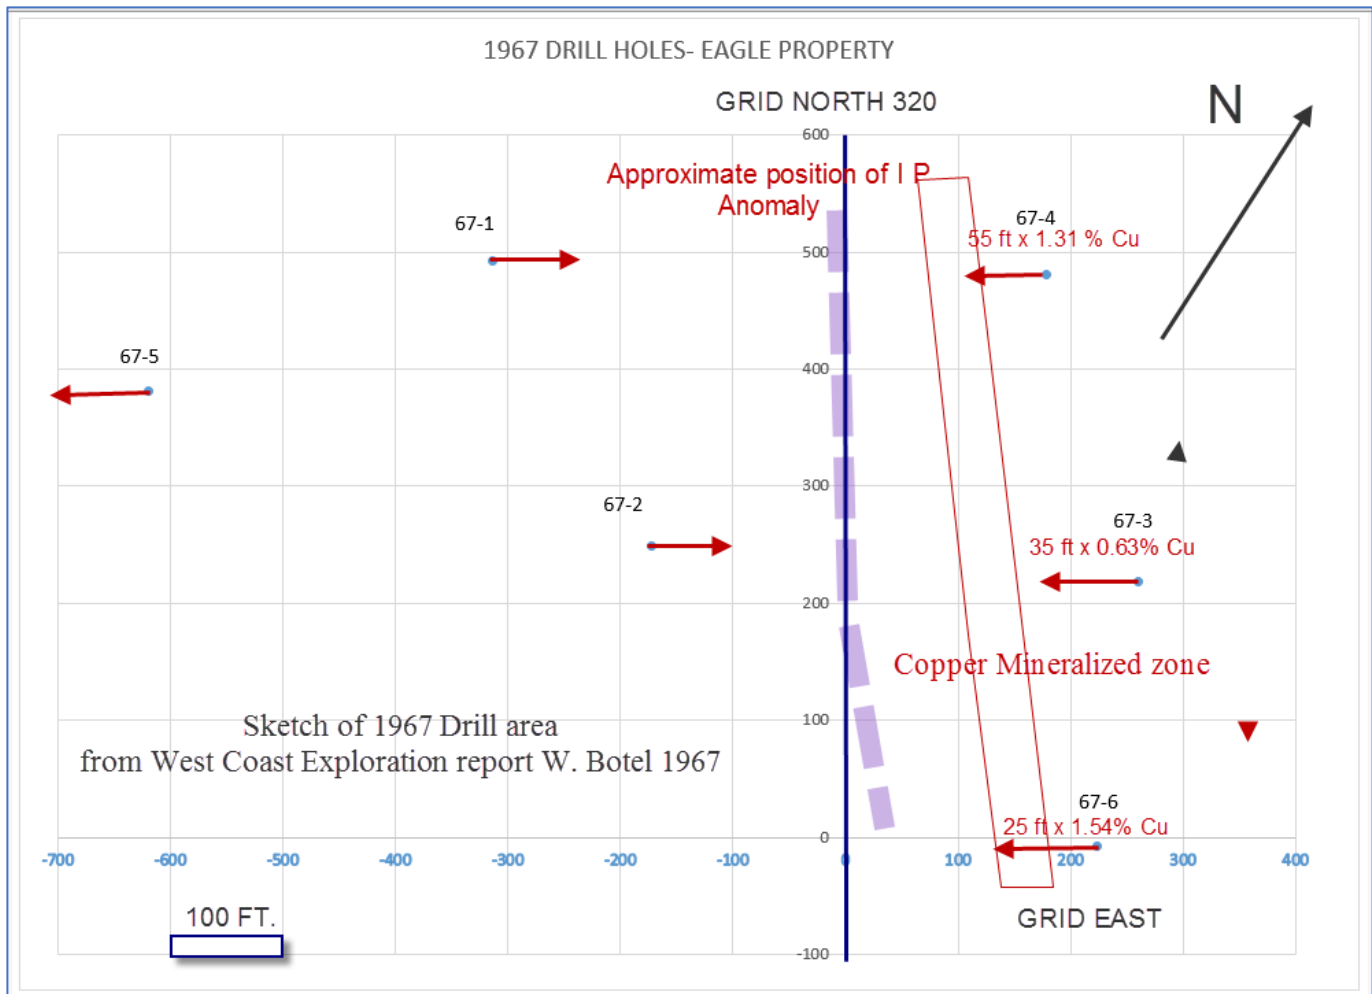 1967 DRILL HOLES- EAGLE PROPERTY
GRID NORTH 320
N
600
Approximate position of I P
Anomaly
67-1
67-4
55 ft x 1.31 % Cu
500
67-5
400
67-2
300
67-3
35 ft x 0.63% Cu
200
Copper Mineralized zone
Sketch of 1967 Drill area
from West Coast Exploration report W. Botel 1967
100
67-6
25 ft x 1.54% Cu
0
-700 -600 -500 -400 -300 -200 -100 0 100 200 300 400
100 FT.
GRID EAST
-100